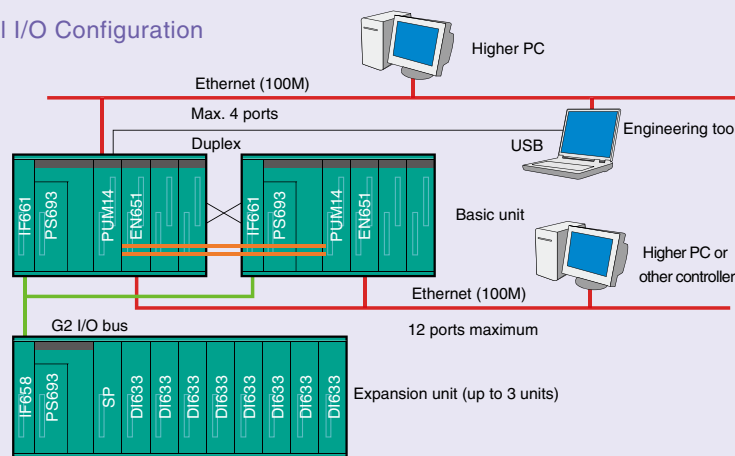 I/O Configuration
Higher PC
Ethernet (100M)
Max. 4 ports
Duplex
USB
Engineering too
IF661
PS693
PUM14
EN651
IF661
PS693
PUM14
EN651
Basic unit
Higher PC or
other controller
Ethernet (100M)
G2 I/O bus
12 ports maximum
IF658
PS693
SP
DI633
DI633
DI633
DI633
DI633
DI633
DI633
DI633
Expansion unit (up to 3 units)